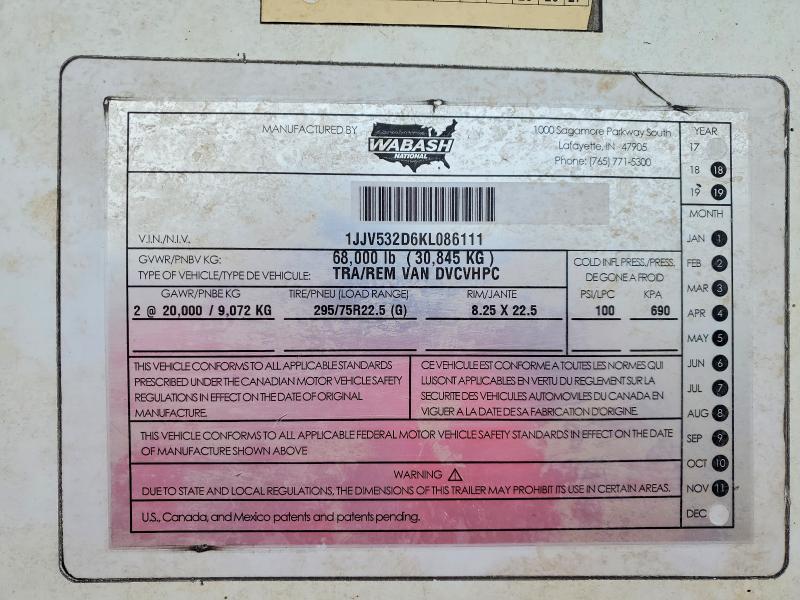 MANUFACTURED BY
WABASH
NATIONAL
1000 Sagamore Parkway South
Lafayette, IN 47905
Phone: (765) 771-5300
V.I.N./N.I.V. 1JJV532D6KL086111
GVWR/PNBV KG: 68,000 lb (30,845 KG)
TYPE OF VEHICLE/TYPE DE VEHICULE: TRA/REM VAN DVCVHPC
COLD INFL PRESS./PRESS.
DE GONE A FROID
GAWR/PNBE KG TIRE/PNEU (LOAD RANGE) RIM/JANTE PSI/LPC KPA
2 @ 20,000 / 9,072 KG 295/75R22.5 (G) 8.25 X 22.5 100 690
THIS VEHICLE CONFORMS TO ALL APPLICABLE STANDARDS
PRESCRIBED UNDER THE CANADIAN MOTOR VEHICLE SAFETY
REGULATIONS IN EFFECT ON THE DATE OF ORIGINAL
MANUFACTURE.
CE VEHICULE EST CONFORME A TOUTES LES NORMES QUI
LUI SONT APPLICABLES EN VERTU DU REGLEMENT SUR LA
SECURITE DES VEHICULES AUTOMOVILES DU CANADA EN
VIGUER A LA DATE DE SA FABRICATION D'ORIGINE.
THIS VEHICLE CONFORMS TO ALL APPLICABLE FEDERAL MOTOR VEHICLE SAFETY STANDARDS IN EFFECT ON THE DATE
OF MANUFACTURE SHOWN ABOVE
WARNING
DUE TO STATE AND LOCAL REGULATIONS, THE DIMENSIONS OF THIS TRAILER MAY PROHIBIT ITS USE IN CERTAIN AREAS.
U.S., Canada, and Mexico patents and patents pending.
YEAR
17
18 18
19 19
MONTH
JAN 1
FEB 2
MAR 3
APR 4
MAY 5
JUN 6
JUL 7
AUG 8
SEP 9
OCT 10
NOV 11
DEC